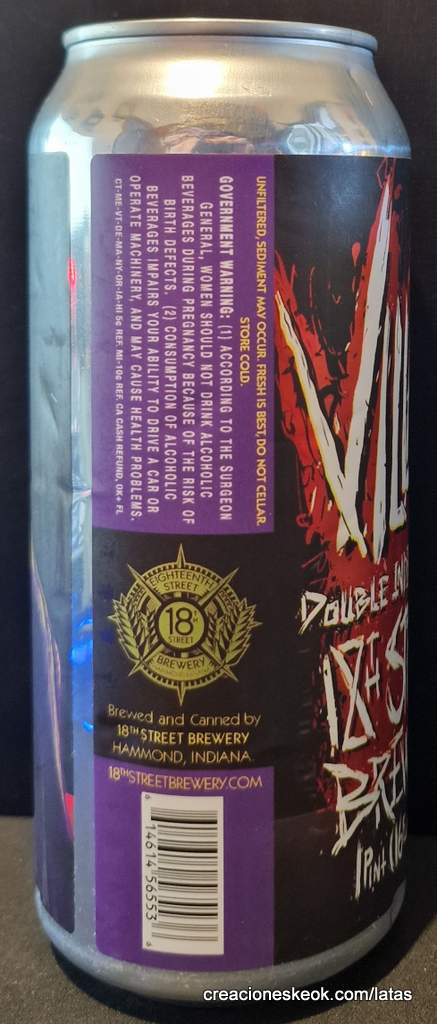 UNFILTERED, SEDIMENT MAY OCCUR. FRESH IS BEST, DO NOT CELLAR.
STORE COLD.
GOVERNMENT WARNING: (1) ACCORDING TO THE SURGEON
GENERAL, WOMEN SHOULD NOT DRINK ALCOHOLIC
BEVERAGES DURING PREGNANCY BECAUSE OF THE RISK OF
BIRTH DEFECTS. (2) CONSUMPTION OF ALCOHOLIC
BEVERAGES IMPAIRS YOUR ABILITY TO DRIVE A CAR OR
OPERATE MACHINERY, AND MAY CAUSE HEALTH PROBLEMS.
CT-ME-VT-DE-MA-NY-OR-IA-HI 5¢ REF. MI-10¢ REF. CA CASH REFUND, OK+ FL
EIGHTEENTH
STREET
18TH
STREET
BREWERY
Brewed and Canned by
18TH STREET BREWERY
HAMMOND, INDIANA
18THSTREETBREWERY.COM
6 14614 56553 6
DOUBLE
18TH
1 Pint
creacioneskeok.com/latas